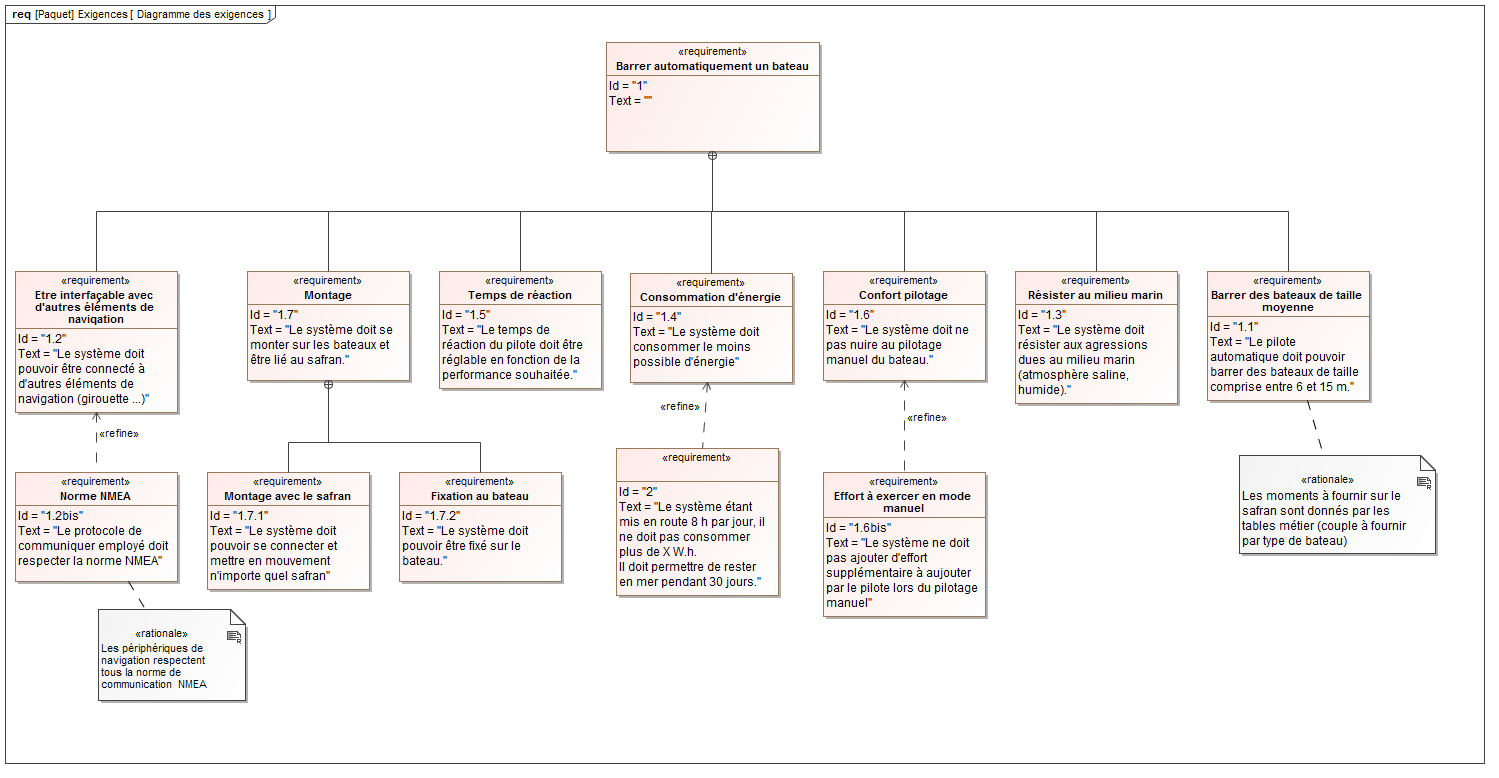 req [Paquet] Exigences [ Diagramme des exigences ]
«requirement»
Barrer automatiquement un bateau
Id = "1"
Text = ""
«requirement»
Etre interfaçable avec
d'autres éléments de
navigation
Id = "1.2"
Text = "Le système doit
pouvoir être connecté à
d'autres éléments de
navigation (girouette ...)"
«requirement»
Montage
Id = "1.7"
Text = "Le système doit se
monter sur les bateaux et
être lié au safran."
«requirement»
Temps de réaction
Id = "1.5"
Text = "Le temps de
réaction du pilote doit être
réglable en fonction de la
performance souhaitée."
«requirement»
Consommation d'énergie
Id = "1.4"
Text = "Le système doit
consommer le moins
possible d'énergie"
«requirement»
Confort pilotage
Id = "1.6"
Text = "Le système doit ne
pas nuire au pilotage
manuel du bateau."
«requirement»
Résister au milieu marin
Id = "1.3"
Text = "Le système doit
résister aux agressions
dues au milieu marin
(atmosphère saline,
humide)."
«requirement»
Barrer des bateaux de taille
moyenne
Id = "1.1"
Text = "Le pilote
automatique doit pouvoir
barrer des bateaux de taille
comprise entre 6 et 15 m."
«refine»
«refine»
«refine»
«requirement»
Norme NMEA
Id = "1.2bis"
Text = "Le protocole de
communiquer employé doit
respecter la norme NMEA"
«requirement»
Montage avec le safran
Id = "1.7.1"
Text = "Le système doit
pouvoir se connecter et
mettre en mouvement
n'importe quel safran"
«requirement»
Fixation au bateau
Id = "1.7.2"
Text = "Le système doit
pouvoir être fixé sur le
bateau."
«requirement»
Id = "2"
Text = "Le système étant
mis en route 8 h par jour, il
ne doit pas consommer
plus de X W.h.
Il doit permettre de rester
en mer pendant 30 jours."
«requirement»
Effort à exercer en mode
manuel
Id = "1.6bis"
Text = "Le système ne doit
pas ajouter d'effort
supplémentaire à aujouter
par le pilote lors du pilotage
manuel"
«rationale»
Les moments à fournir sur le
safran sont donnés par les
tables métier (couple à fournir
par type de bateau)
«rationale»
Les périphériques de
navigation respectent
tous la norme de
communication NMEA